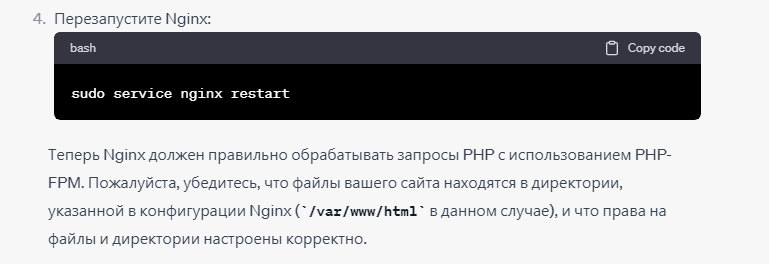 4. Перезапустите Nginx:
bash Copy code
sudo service nginx restart
Теперь Nginx должен правильно обрабатывать запросы PHP с использованием PHP-
FPM. Пожалуйста, убедитесь, что файлы вашего сайта находятся в директории,
указанной в конфигурации Nginx (`/var/www/html` в данном случае), и что права на
файлы и директории настроены корректно.